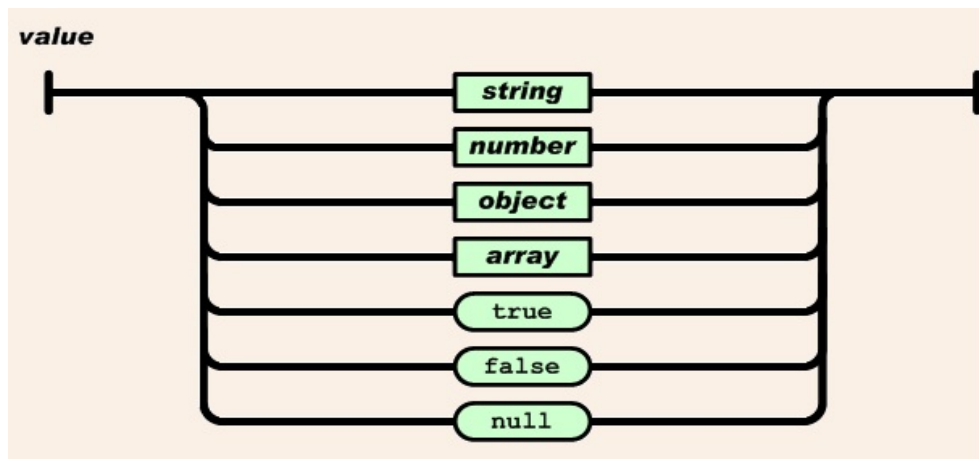 value
string
number
object
array
true
false
null